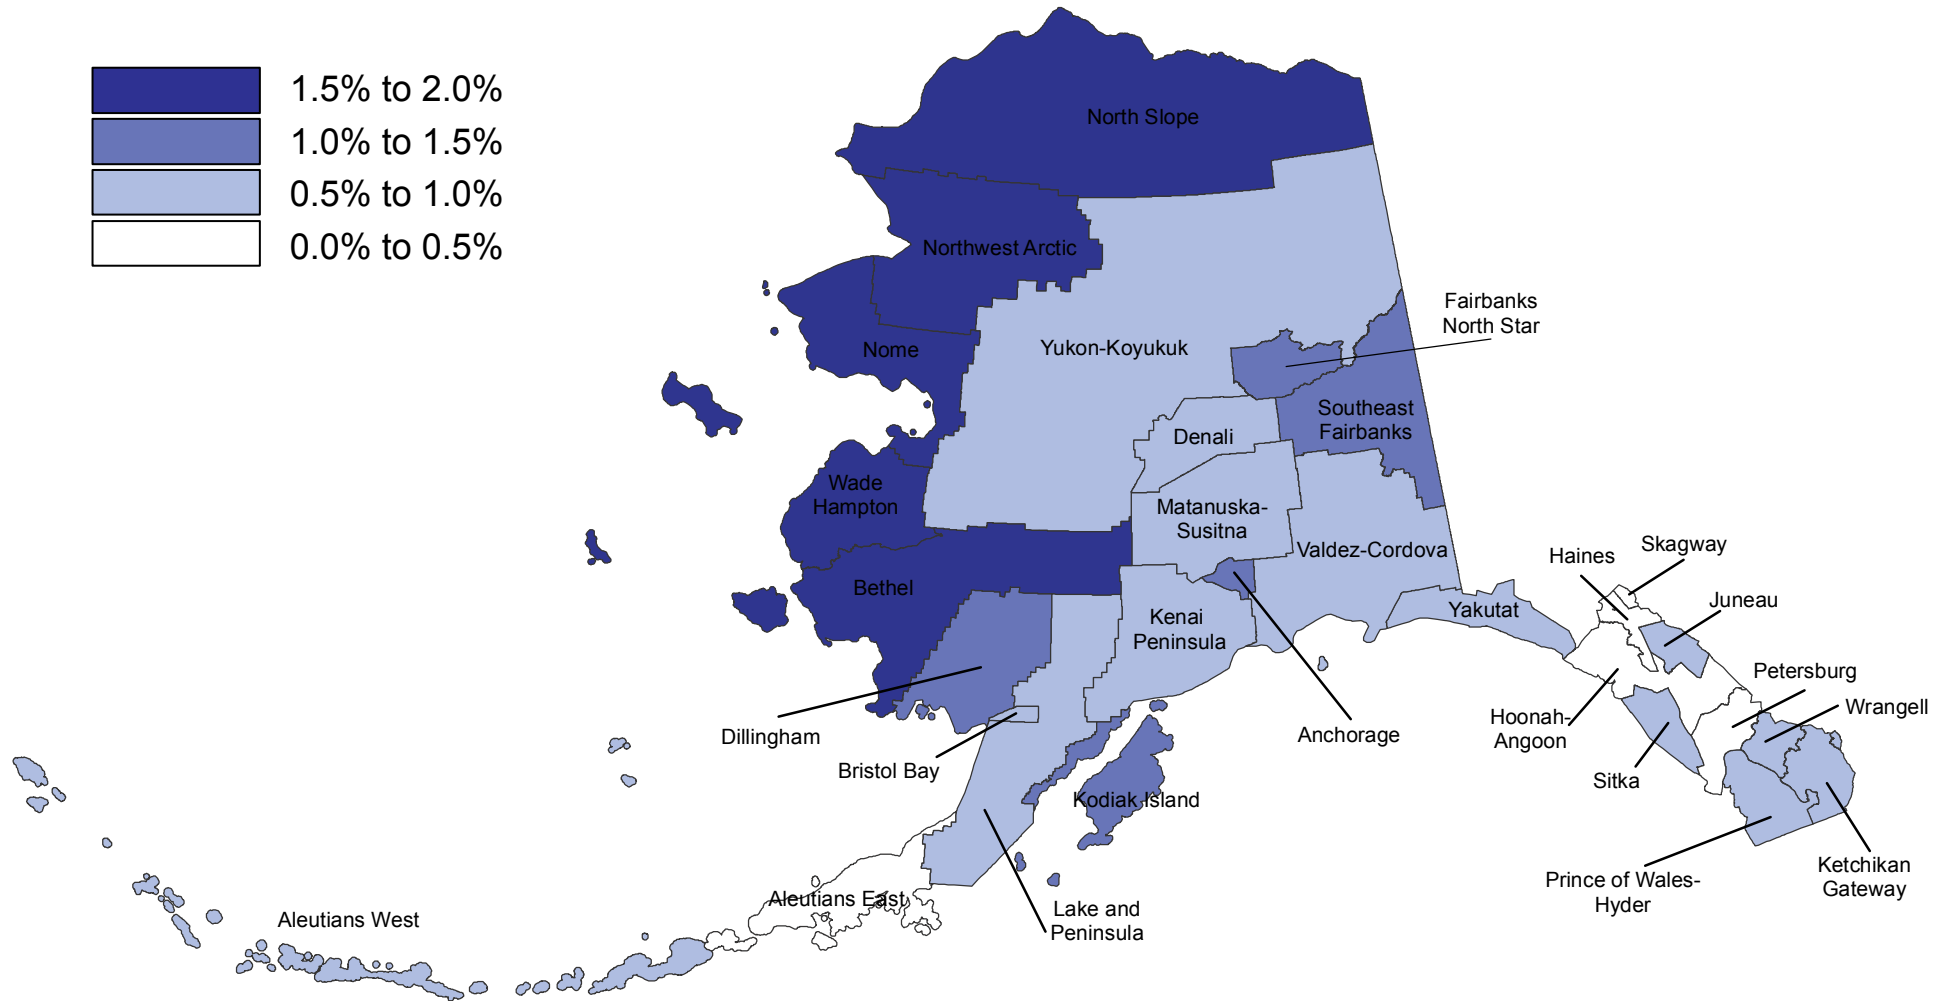 1.5% to 2.0%
1.0% to 1.5%
0.5% to 1.0%
0.0% to 0.5%
North Slope
Northwest Arctic
Fairbanks
North Star
Nome
Yukon-Koyukuk
Southeast
Fairbanks
Denali
Wade
Hampton
Matanuska-
Susitna
Valdez-Cordova
Bethel
Kenai
Peninsula
Yakutat
Haines
Skagway
Juneau
Petersburg
Wrangell
Dillingham
Bristol Bay
Anchorage
Hoonah-
Angoon
Sitka
Kodiak Island
Prince of Wales-
Hyder
Ketchikan
Gateway
Aleutians East
Aleutians West
Lake and
Peninsula